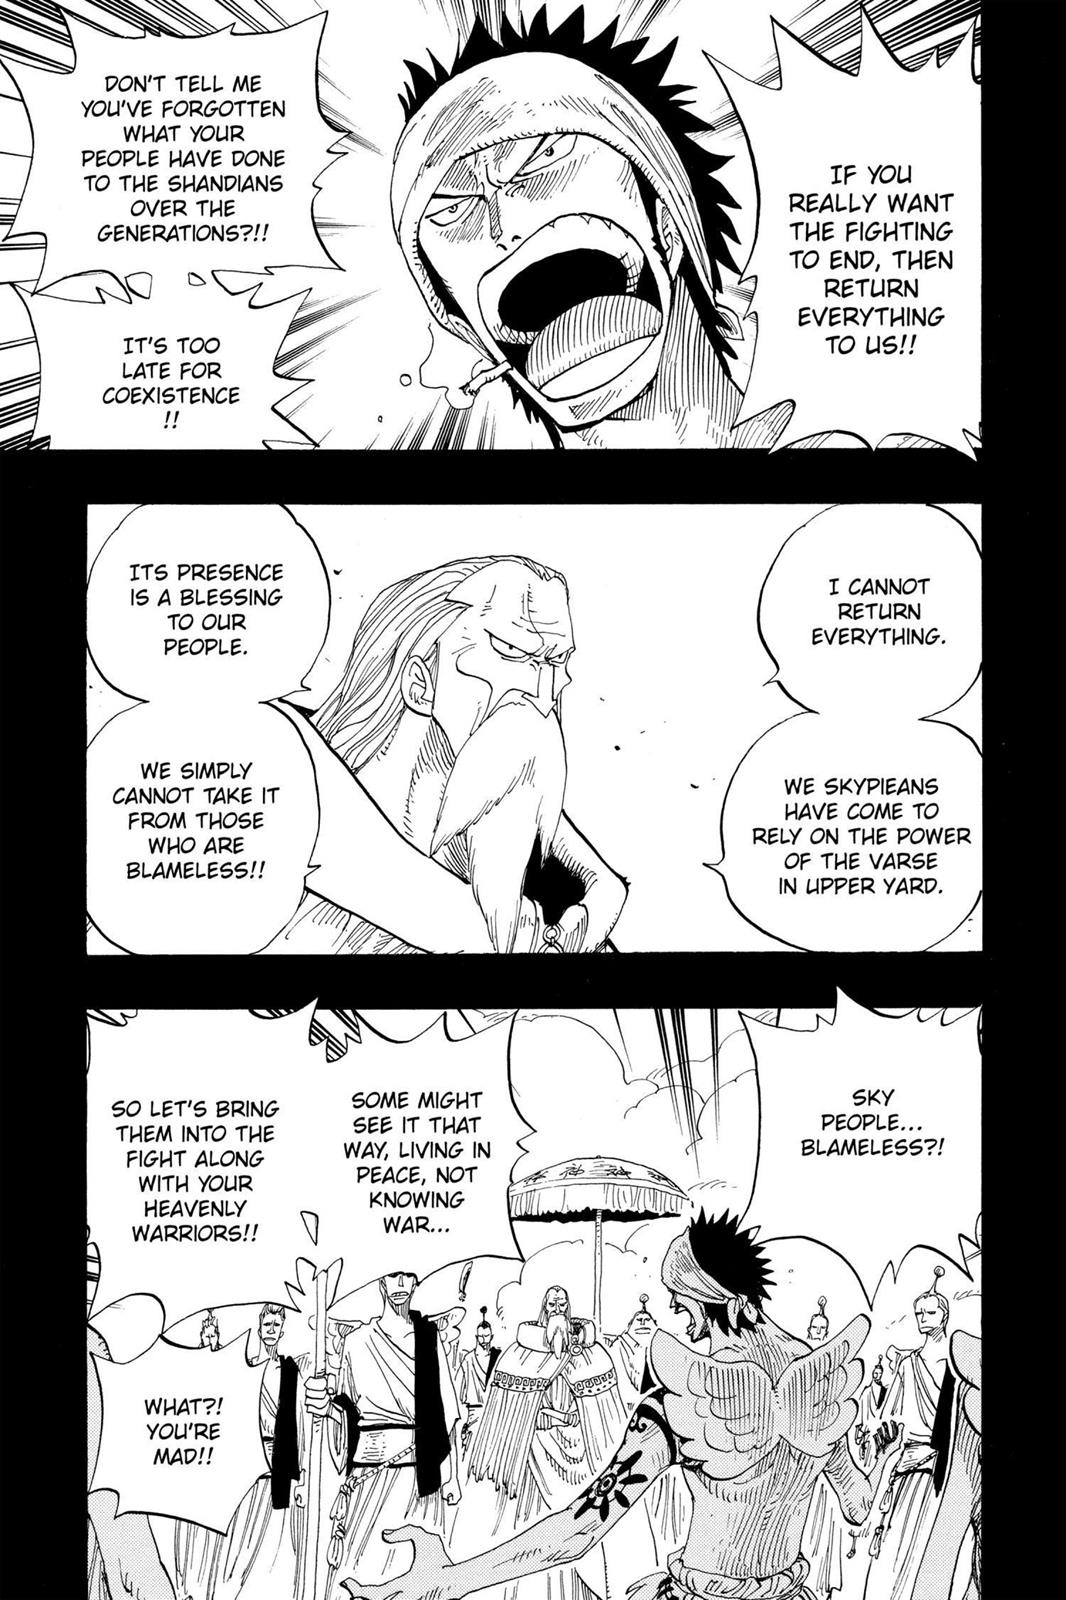 IF YOU
REALLY WANT
THE FIGHTING
TO END, THEN
RETURN
EVERYTHING
TO US!!
DON'T TELL ME
YOU'VE FORGOTTEN
WHAT YOUR
PEOPLE HAVE DONE
TO THE SHANDIANS
OVER THE
GENERATIONS?!!
IT'S TOO
LATE FOR
COEXISTENCE
!!
I CANNOT
RETURN
EVERYTHING.
WE SKYPIEANS
HAVE COME TO
RELY ON THE POWER
OF THE VARSE
IN UPPER YARD.
ITS PRESENCE
IS A BLESSING
TO OUR
PEOPLE.
WE SIMPLY
CANNOT TAKE IT
FROM THOSE
WHO ARE
BLAMELESS!!
SKY
PEOPLE...
BLAMELESS?!
SOME MIGHT
SEE IT THAT
WAY, LIVING IN
PEACE, NOT
KNOWING
WAR...
SO LET'S BRING
THEM INTO THE
FIGHT ALONG
WITH YOUR
HEAVENLY
WARRIORS!!
WHAT?!
YOU'RE
MAD!!
神 神